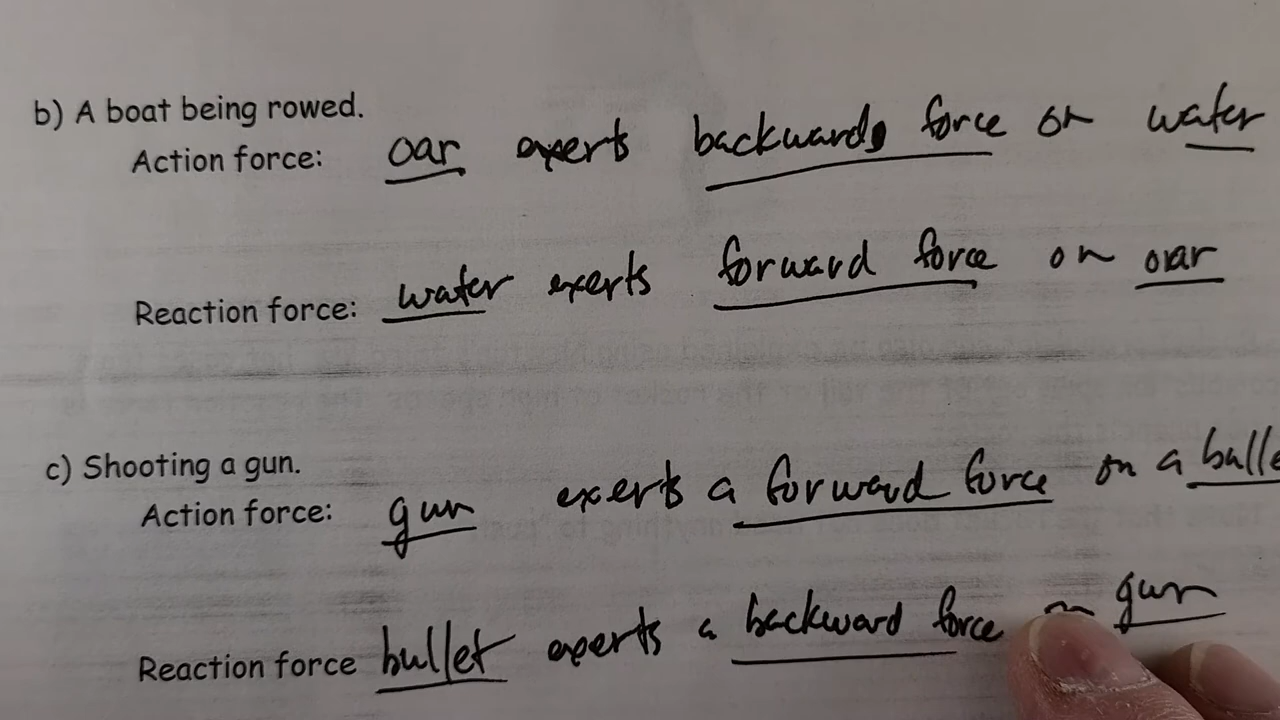 b) A boat being rowed.
Action force: oar exerts backwards force on water
Reaction force: water exerts forward force on oar
c) Shooting a gun.
Action force: gun exerts a forward force on a bulle
Reaction force bullet exerts a backward force on gun